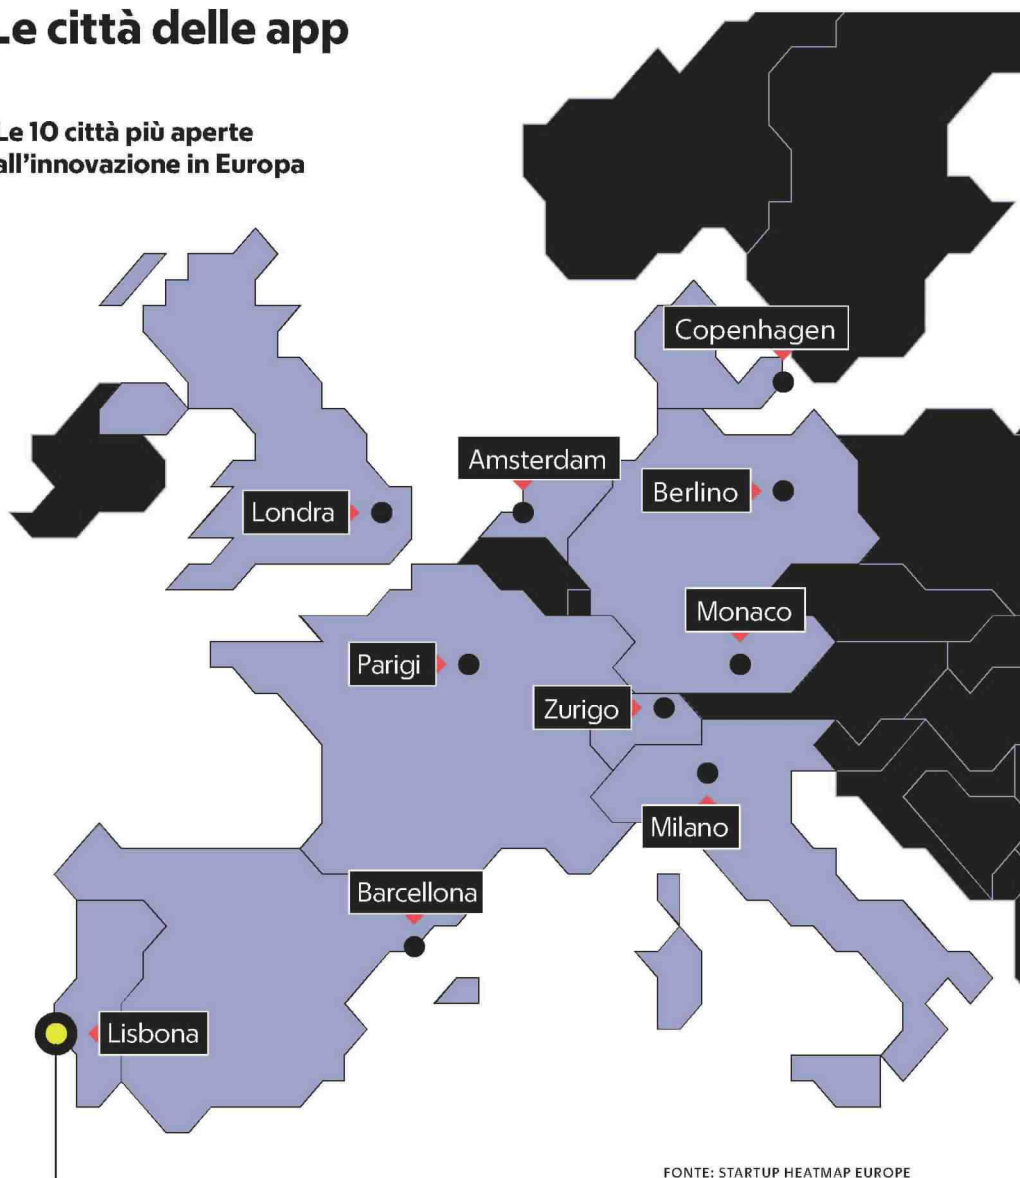 Le città delle app
Le 10 città più aperte
all'innovazione in Europa
Copenhagen
Amsterdam
Berlino
Londra
Monaco
Parigi
Zurigo
Milano
Barcellona
Lisbona
FONTE: STARTUP HEATMAP EUROPE